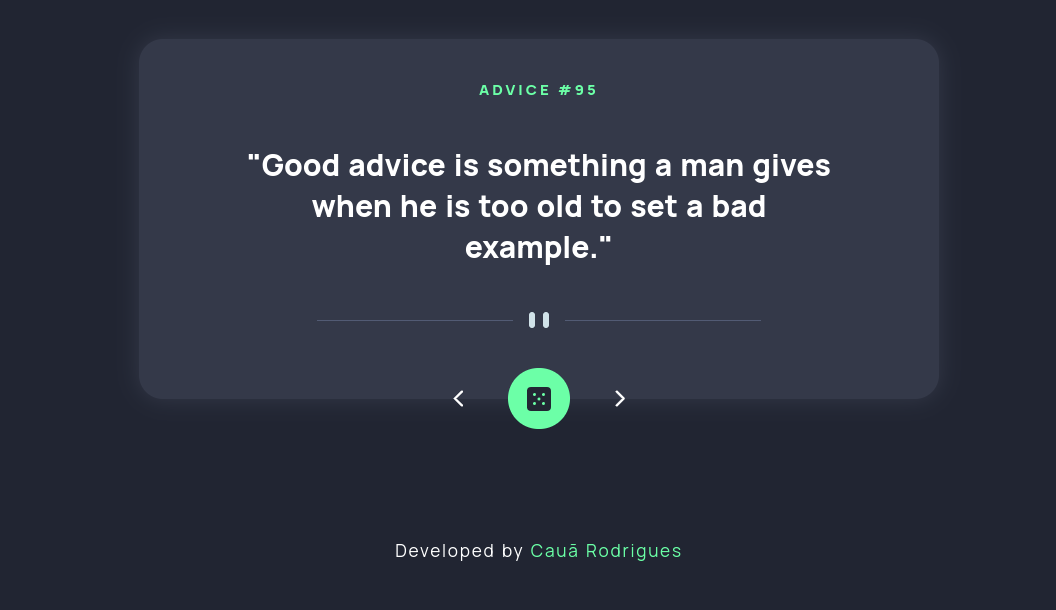 ADVICE #95
"Good advice is something a man gives
when he is too old to set a bad
example."
Developed by Cauã Rodrigues